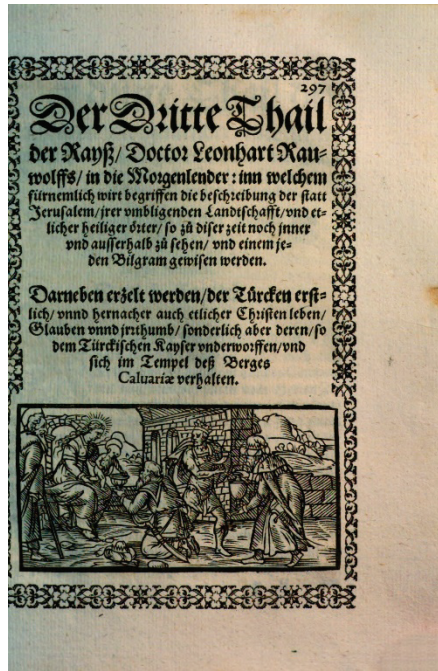 297
Der Dritte Thail
der Rayß/ Doctor Leonhart Rau-
wolffs/ in die Morgenlender: inn welchem
fürnemlich wirt begriffen die beschreibung der statt
Jerusalem/ jrer vmbligenden Landtschafft/ vnd et-
licher heiliger örter/ so zů diser zeit noch inner
vnd ausserhalb zů sehen/ vnd einem je-
den Bilgram gewisen werden.
Darneben erzelt werden/ der Türcken erst-
lich/ vnnd hernacher auch etlicher Christen leben/
Glauben vnnd jrrthumb/ sonderlich aber deren/ so
dem Türckischen Kayser vnderworffen/ vnd
sich im Tempel deß Berges
Caluariæ verhalten.